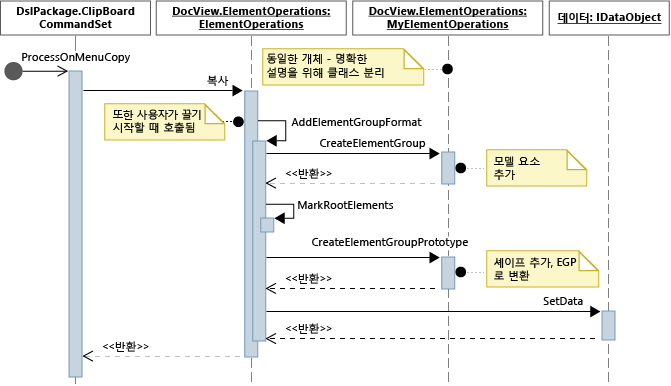 DslPackage.ClipBoard
CommandSet
DocView.ElementOperations:
ElementOperations
DocView.ElementOperations:
MyElementOperations
데이터: IDataObject
ProcessOnMenuCopy
동일한 개체 - 명확한
설명을 위해 클래스 분리
복사
또한 사용자가 끌기
시작할 때 호출됨
AddElementGroupFormat
CreateElementGroup
모델 요소
추가
<<반환>>
MarkRootElements
CreateElementGroupPrototype
셰이프 추가, EGP
로 변환
<<반환>>
SetData
<<반환>>
<<반환>>